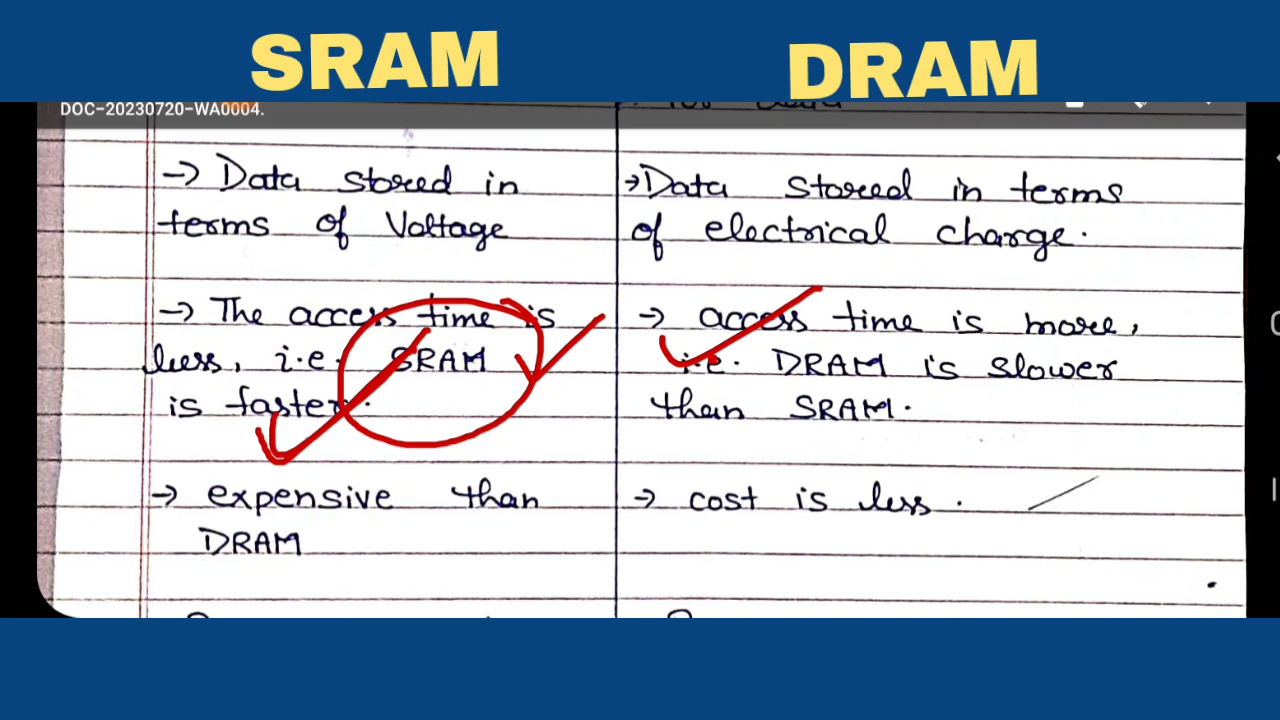 SRAM
DRAM
DOC-20230720-WA0004.
→ Data stored in
terms of Voltage
→ The access time is
less, i.e. SRAM
is faster.
→ expensive than
DRAM
→ Data stored in terms
of electrical charge.
→ access time is more,
i.e. DRAM is slower
than SRAM.
→ cost is less.